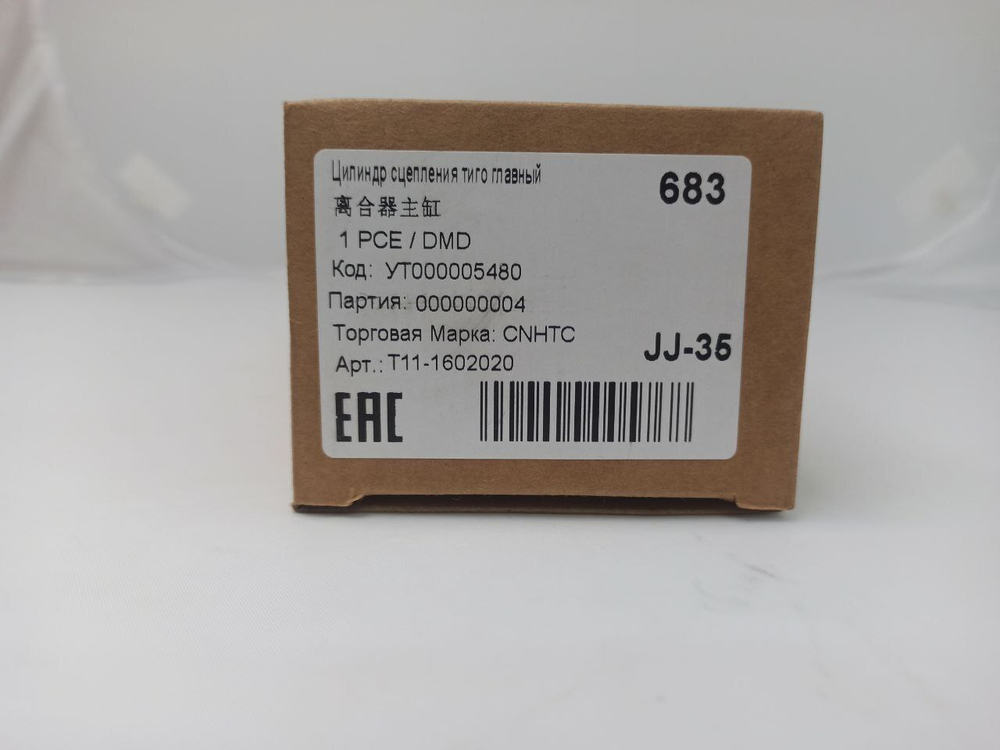 Цилиндр сцепления тиго главный
683
离合器主缸
1 PCE / DMD
Код: УТ000005480
Партия: 000000004
Торговая Марка: CNHTC
JJ-35
Арт.: T11-1602020
EAC